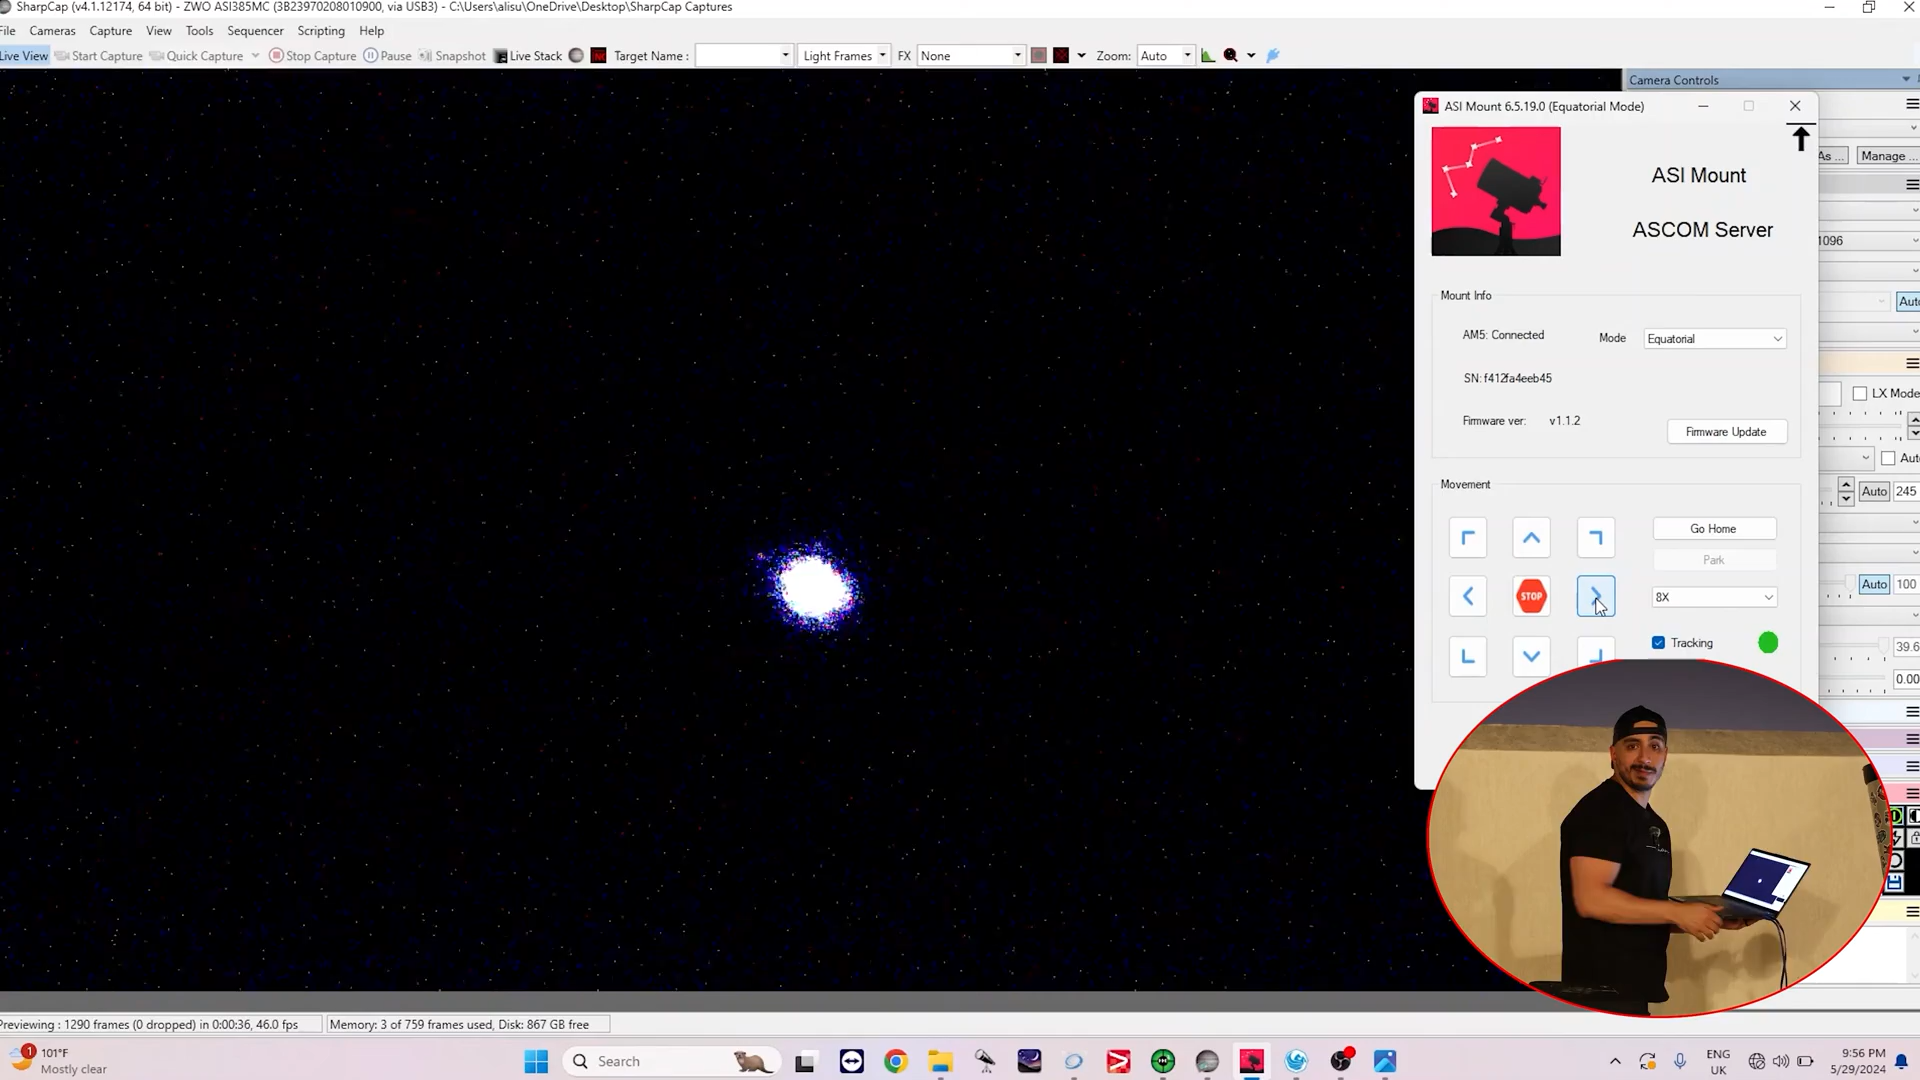 SharpCap (v4.1.12174, 64 bit) - ZWO ASI385MC (3B23970208010900, via USB3) - C:\Users\alisu\OneDrive\Desktop\SharpCap Captures
File Cameras Capture View Tools Sequencer Scripting Help
Live View Start Capture Quick Capture Stop Capture Pause Snapshot Live Stack Target Name : Light Frames FX None Zoom: Auto
Camera Controls
ASI Mount 6.5.19.0 (Equatorial Mode)
As ... Manage ...
ASI Mount
ASCOM Server
1096
Mount Info
Auto
AM5: Connected Mode Equatorial
SN:f412fa4eeb45
LX Mode
Firmware ver: v1.1.2 Firmware Update
Auto
Movement
Auto 245
Go Home
Park
STOP 8X
Auto 100
Tracking
39.6
0.00
Previewing : 1290 frames (0 dropped) in 0:00:36, 46.0 fps Memory: 3 of 759 frames used, Disk: 867 GB free
1 101°F
Mostly clear
Search
ENG
UK
9:56 PM
5/29/2024